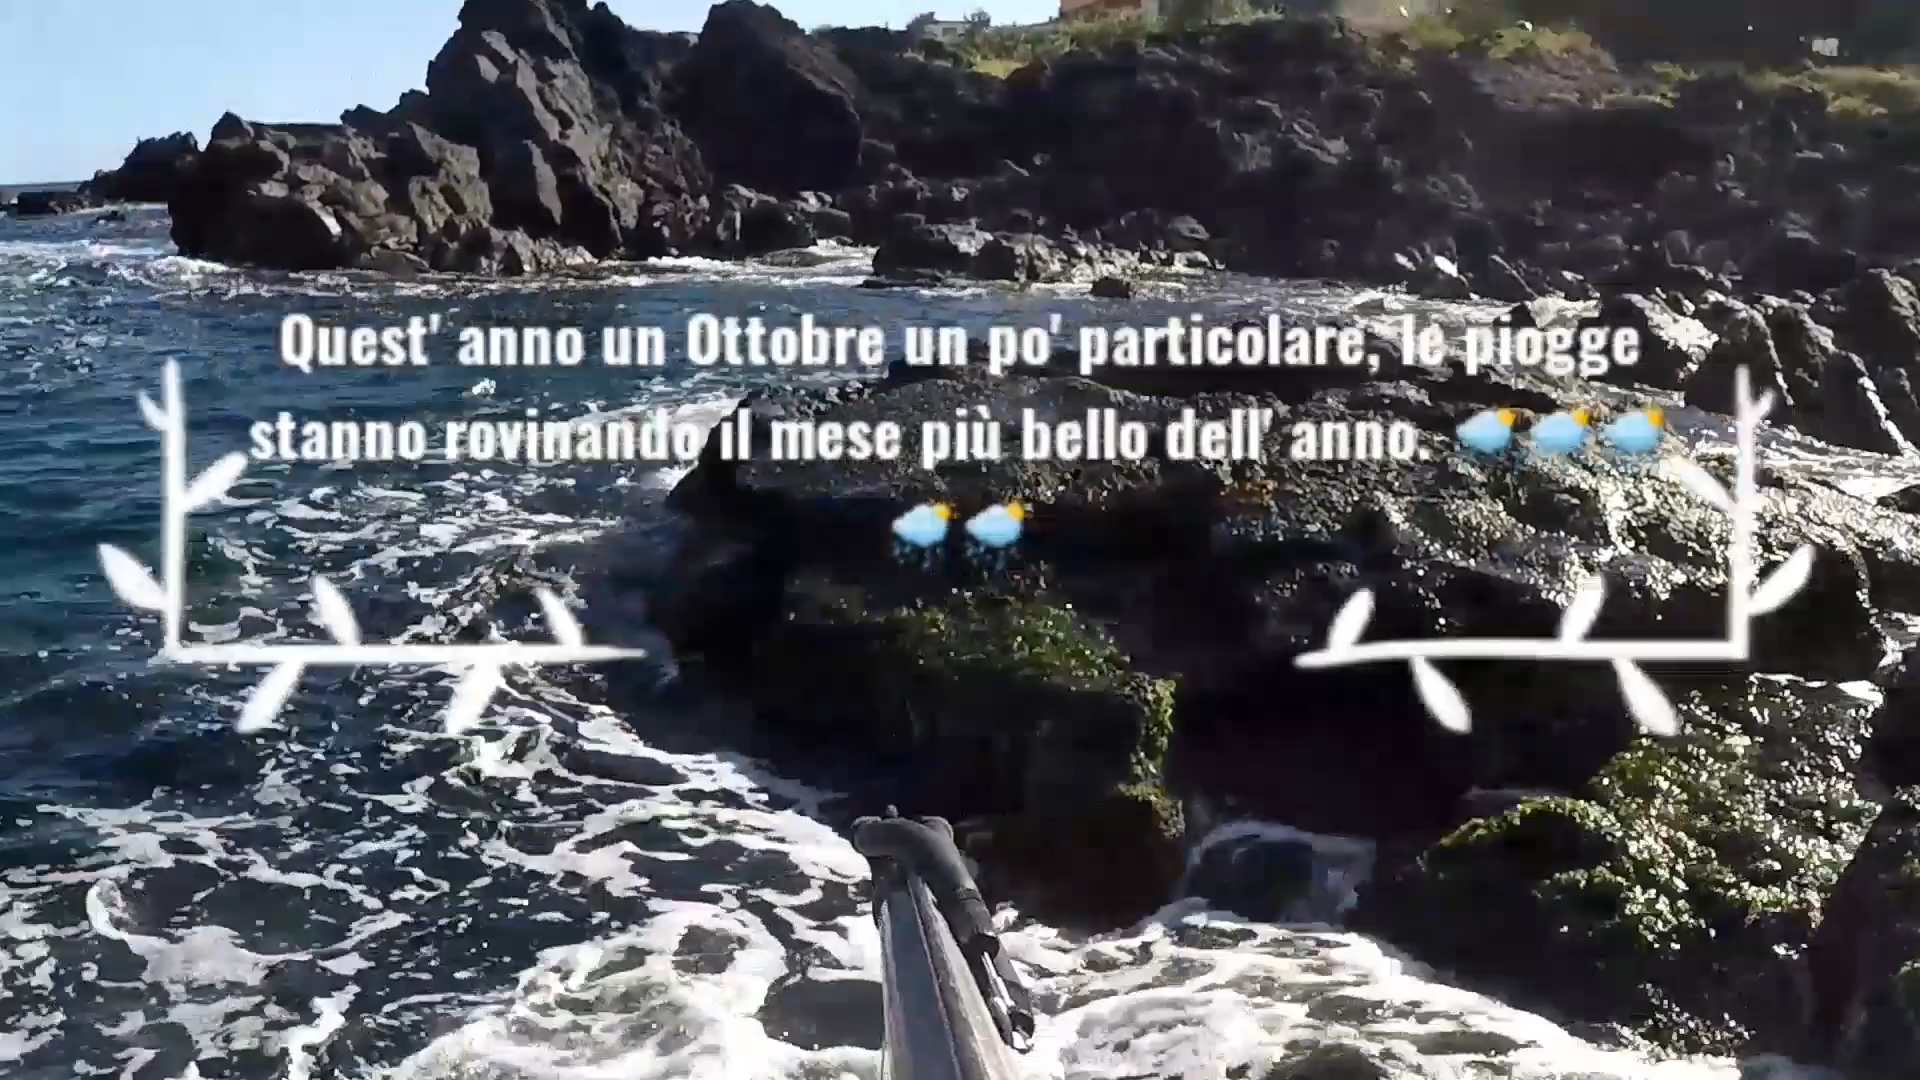 Quest' anno un Ottobre un po' particolare, le piogge
stanno rovinando il mese più bello dell' anno. 🌦️🌦️🌦️
🌦️🌦️